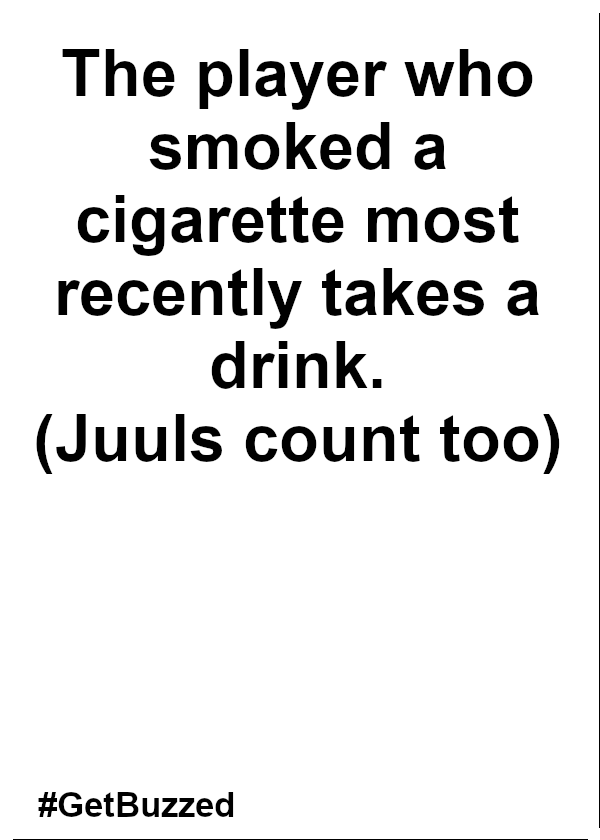 The player who
smoked a
cigarette most
recently takes a
drink.
(Juuls count too)
#GetBuzzed